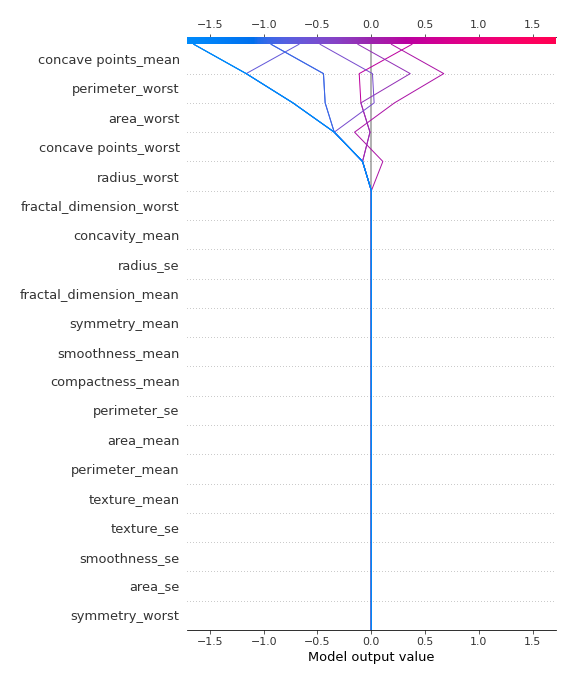 −1.5 −1.0 −0.5 0.0 0.5 1.0 1.5
concave points_mean
perimeter_worst
area_worst
concave points_worst
radius_worst
fractal_dimension_worst
concavity_mean
radius_se
fractal_dimension_mean
symmetry_mean
smoothness_mean
compactness_mean
perimeter_se
area_mean
perimeter_mean
texture_mean
texture_se
smoothness_se
area_se
symmetry_worst
−1.5 −1.0 −0.5 0.0 0.5 1.0 1.5
Model output value